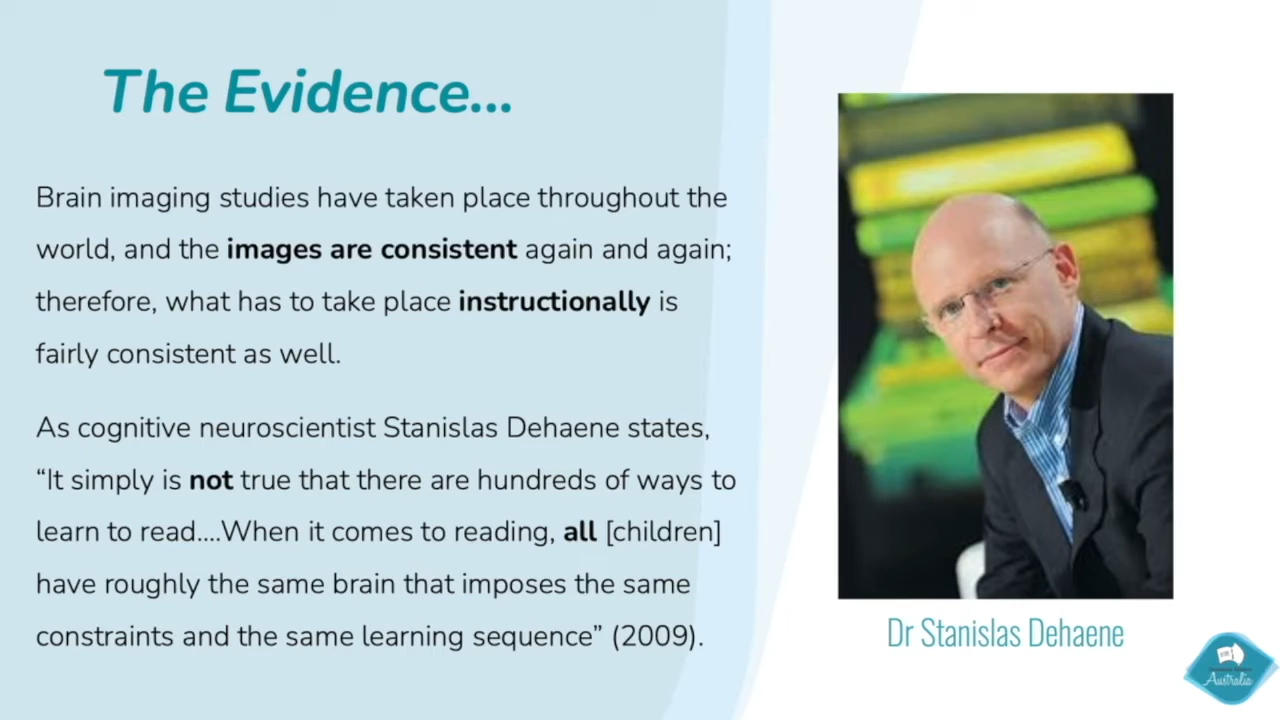 The Evidence...
Brain imaging studies have taken place throughout the
world, and the images are consistent again and again;
therefore, what has to take place instructionally is
fairly consistent as well.
As cognitive neuroscientist Stanislas Dehaene states,
“It simply is not true that there are hundreds of ways to
learn to read....When it comes to reading, all [children]
have roughly the same brain that imposes the same
constraints and the same learning sequence” (2009).
Dr Stanislas Dehaene
Australia